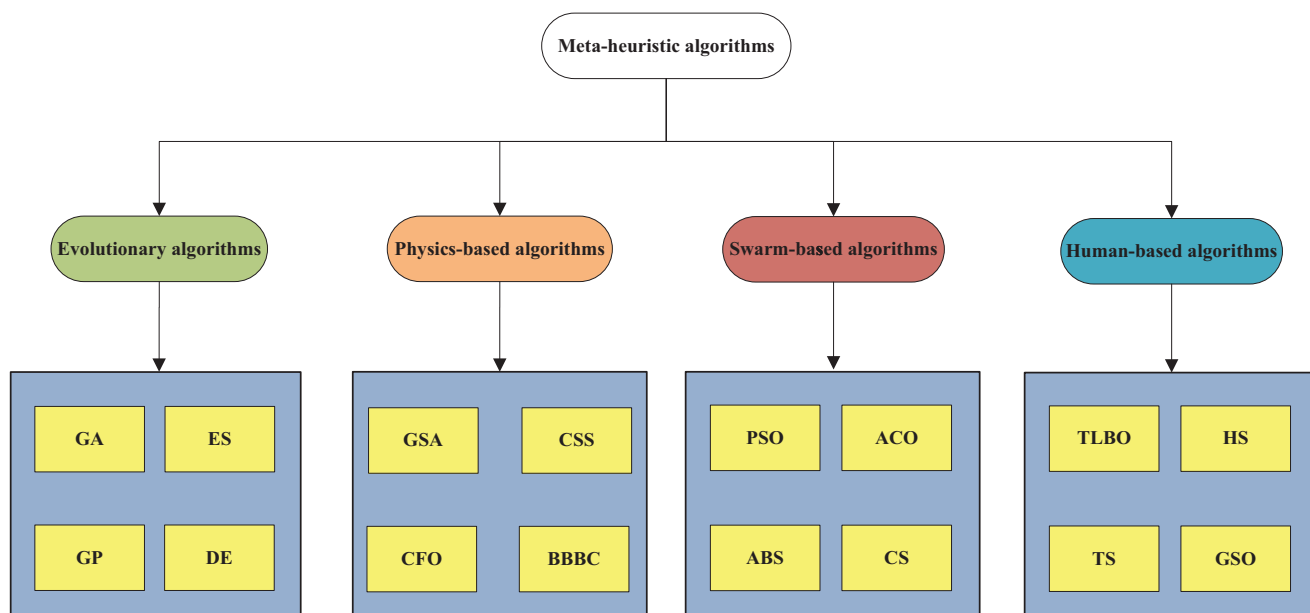 Meta-heuristic algorithms
Evolutionary algorithms
Physics-based algorithms
Swarm-based algorithms
Human-based algorithms
GA
ES
GP
DE
GSA
CSS
CFO
BBBC
PSO
ACO
ABS
CS
TLBO
HS
TS
GSO